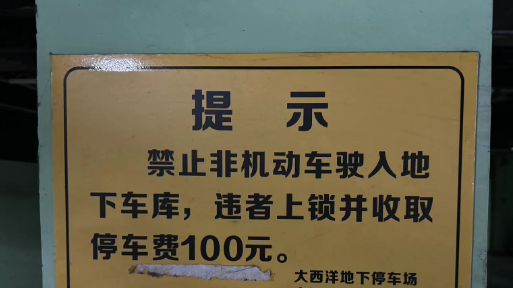 提 示
禁止非机动车驶入地
下车库，违者上锁并收取
停车费100元。
大西洋地下停车场